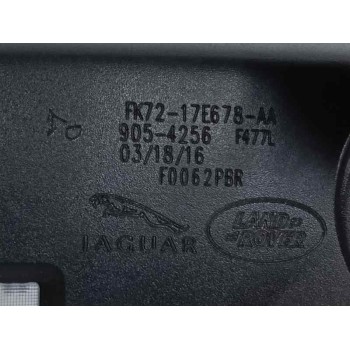 FK72-17E678-AA
905-4256 F477L
03/18/16
F0062PBR
JAGUAR
LAND ROVER